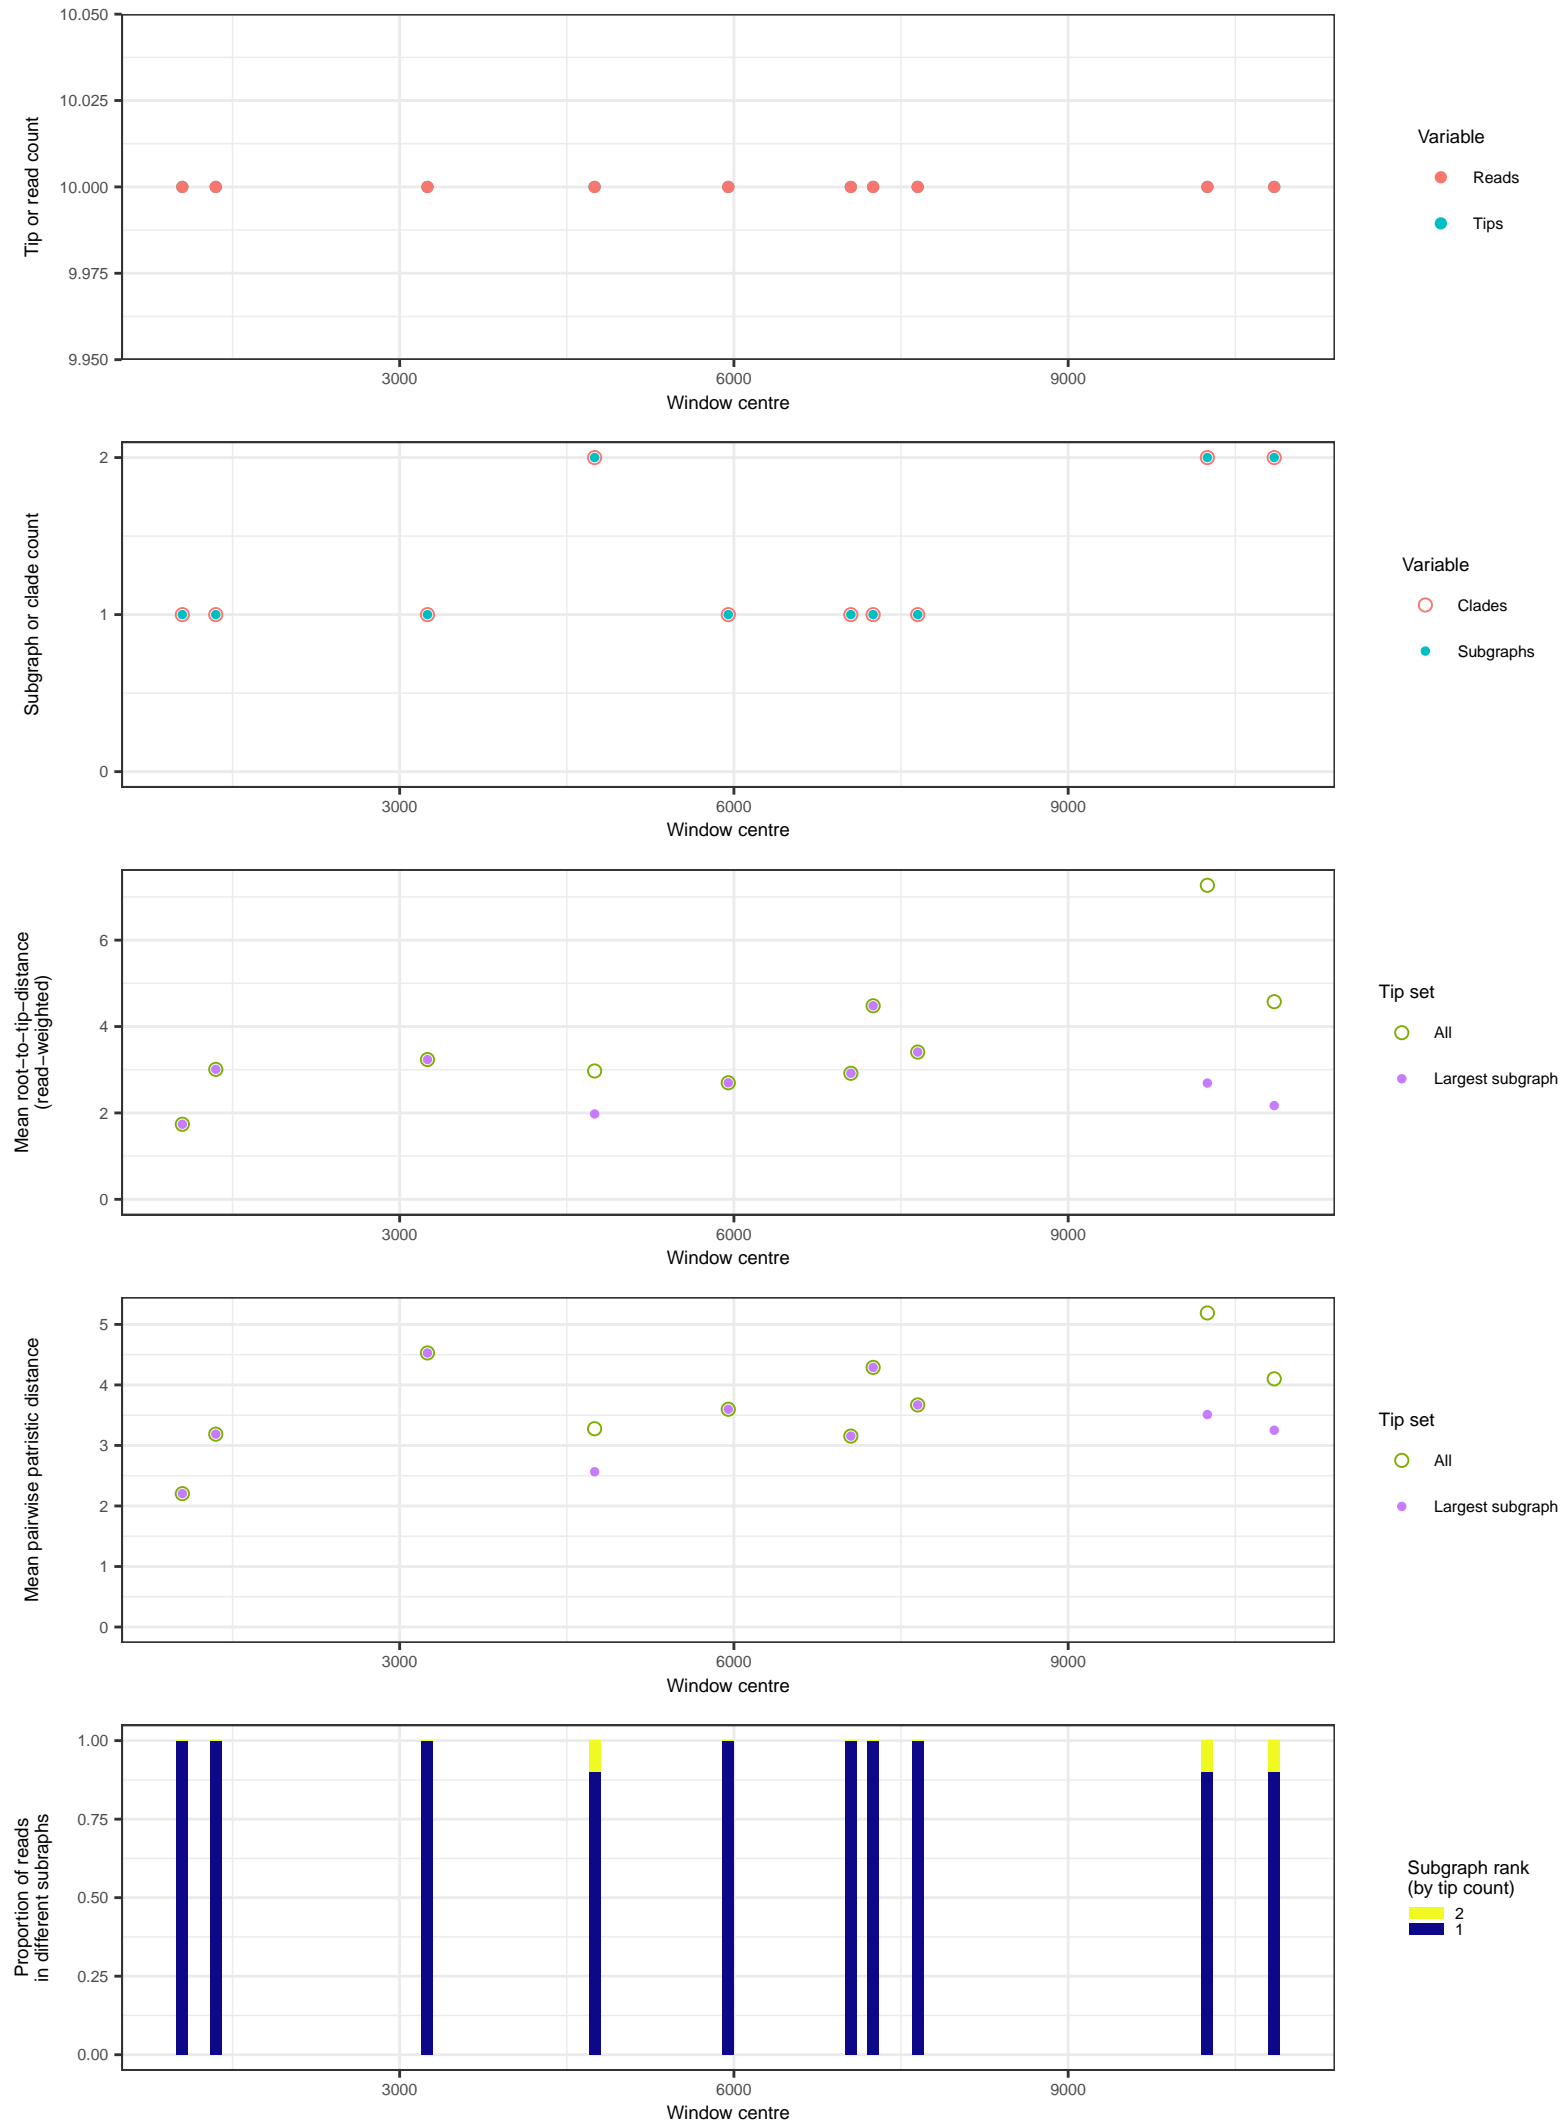 10.050
10.025
10.000
9.975
9.950
Tip or read count
3000
6000
9000
Window centre
Variable
Reads
Tips
2
1
0
Subgraph or clade count
3000
6000
9000
Window centre
Variable
Clades
Subgraphs
6
4
2
0
Mean root−to−tip−distance
(read−weighted)
3000
6000
9000
Window centre
Tip set
All
Largest subgraph
5
4
3
2
1
0
Mean pairwise patristic distance
3000
6000
9000
Window centre
Tip set
All
Largest subgraph
1.00
0.75
0.50
0.25
0.00
Proportion of reads
in different subraphs
3000
6000
9000
Window centre
Subgraph rank
(by tip count)
2
1